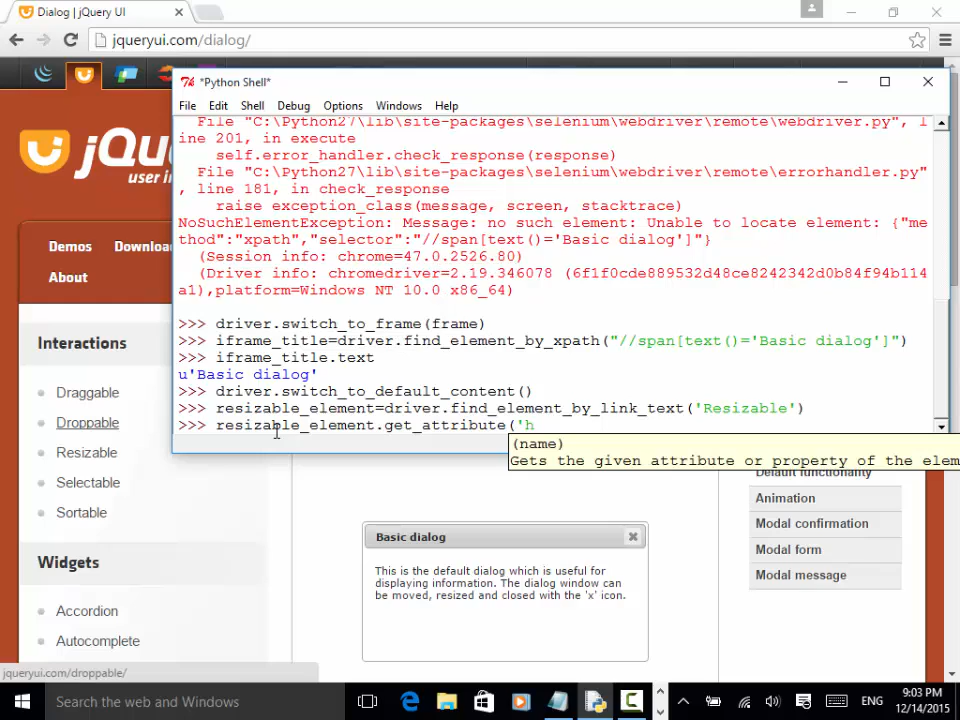 Dialog | jQuery UI
jqueryui.com/dialog/
*Python Shell*
File Edit Shell Debug Options Windows Help
File "C:\Python27\lib\site-packages\selenium\webdriver\remote\webdriver.py", l
ine 201, in execute
self.error_handler.check_response(response)
File "C:\Python27\lib\site-packages\selenium\webdriver\remote\errorhandler.py"
, line 181, in check_response
raise exception_class(message, screen, stacktrace)
NoSuchElementException: Message: no such element: Unable to locate element: {"me
thod":"xpath","selector":"//span[text()='Basic dialog']"}
(Session info: chrome=47.0.2526.80)
(Driver info: chromedriver=2.19.346078 (6f1f0cde889532d48ce8242342d0b84f94b114
a1),platform=Windows NT 10.0 x86_64)
>>> driver.switch_to_frame(frame)
>>> iframe_title=driver.find_element_by_xpath("//span[text()='Basic dialog']")
>>> iframe_title.text
u'Basic dialog'
>>> driver.switch_to_default_content()
>>> resizable_element=driver.find_element_by_link_text('Resizable')
>>> resizable_element.get_attribute('h
(name)
Gets the given attribute or property of the elem
jQu
user in
Demos Downloa
About
Interactions
Draggable
Droppable
Resizable
Selectable
Sortable
Widgets
Accordion
Autocomplete
Basic dialog
This is the default dialog which is useful for
displaying information. The dialog window can
be moved, resized and closed with the 'x' icon.
Default functionality
Animation
Modal confirmation
Modal form
Modal message
jqueryui.com/droppable/
Search the web and Windows
ENG
9:03 PM
12/14/2015